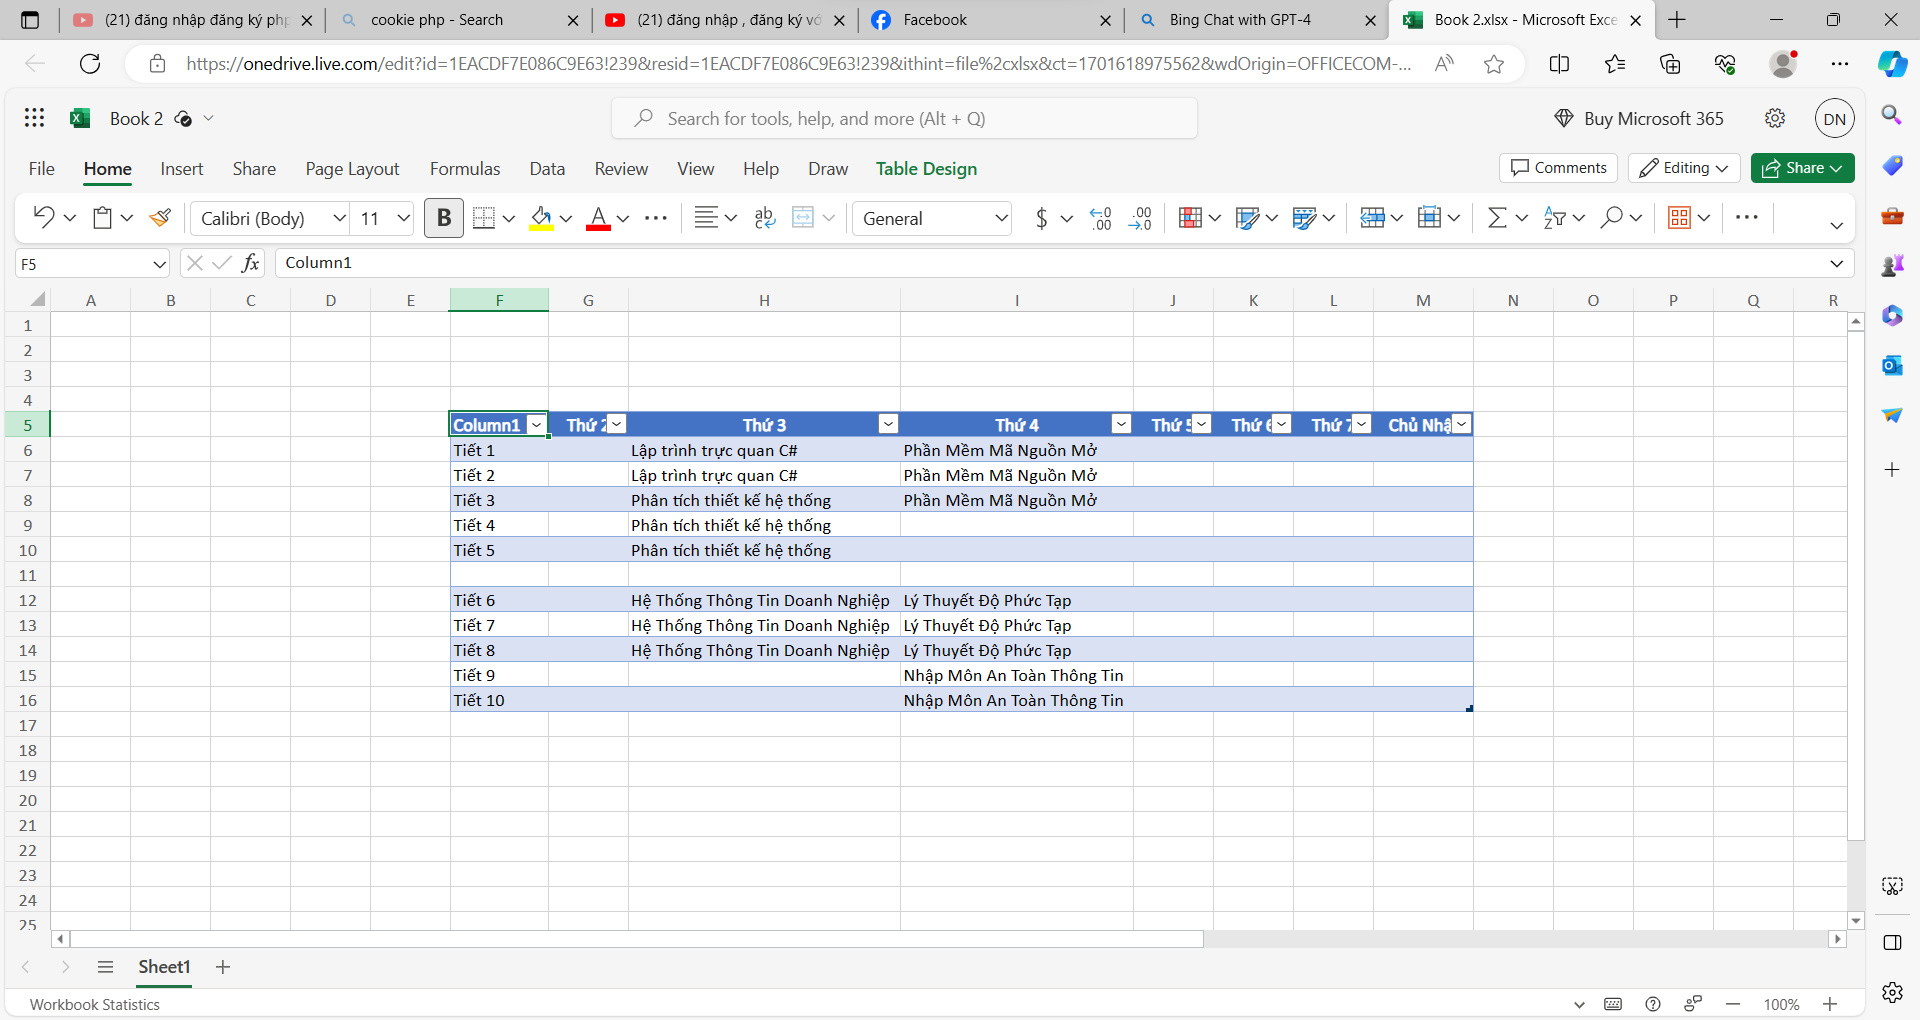 (21) đăng nhập đăng ký php
cookie php - Search
(21) đăng nhập , đăng ký vớ
Facebook
Bing Chat with GPT-4
Book 2.xlsx - Microsoft Exce
https://onedrive.live.com/edit?id=1EACDF7E086C9E63!239&resid=1EACDF7E086C9E63!239&ithint=file%2cxlsx&ct=1701618975562&wdOrigin=OFFICECOM-...
Book 2
Search for tools, help, and more (Alt + Q)
Buy Microsoft 365
DN
File Home Insert Share Page Layout Formulas Data Review View Help Draw Table Design
Comments Editing Share
Calibri (Body) 11 B General $
F5 fx Column1
A B C D E F G H I J K L M N O P Q R
1
2
3
4
5 Column1 Thứ 2 Thứ 3 Thứ 4 Thứ 5 Thứ 6 Thứ 7 Chủ Nhậ
6 Tiết 1 Lập trình trực quan C# Phần Mềm Mã Nguồn Mở
7 Tiết 2 Lập trình trực quan C# Phần Mềm Mã Nguồn Mở
8 Tiết 3 Phân tích thiết kế hệ thống Phần Mềm Mã Nguồn Mở
9 Tiết 4 Phân tích thiết kế hệ thống
10 Tiết 5 Phân tích thiết kế hệ thống
11
12 Tiết 6 Hệ Thống Thông Tin Doanh Nghiệp Lý Thuyết Độ Phức Tạp
13 Tiết 7 Hệ Thống Thông Tin Doanh Nghiệp Lý Thuyết Độ Phức Tạp
14 Tiết 8 Hệ Thống Thông Tin Doanh Nghiệp Lý Thuyết Độ Phức Tạp
15 Tiết 9 Nhập Môn An Toàn Thông Tin
16 Tiết 10 Nhập Môn An Toàn Thông Tin
17
18
19
20
21
22
23
24
25
Sheet1
Workbook Statistics
100%